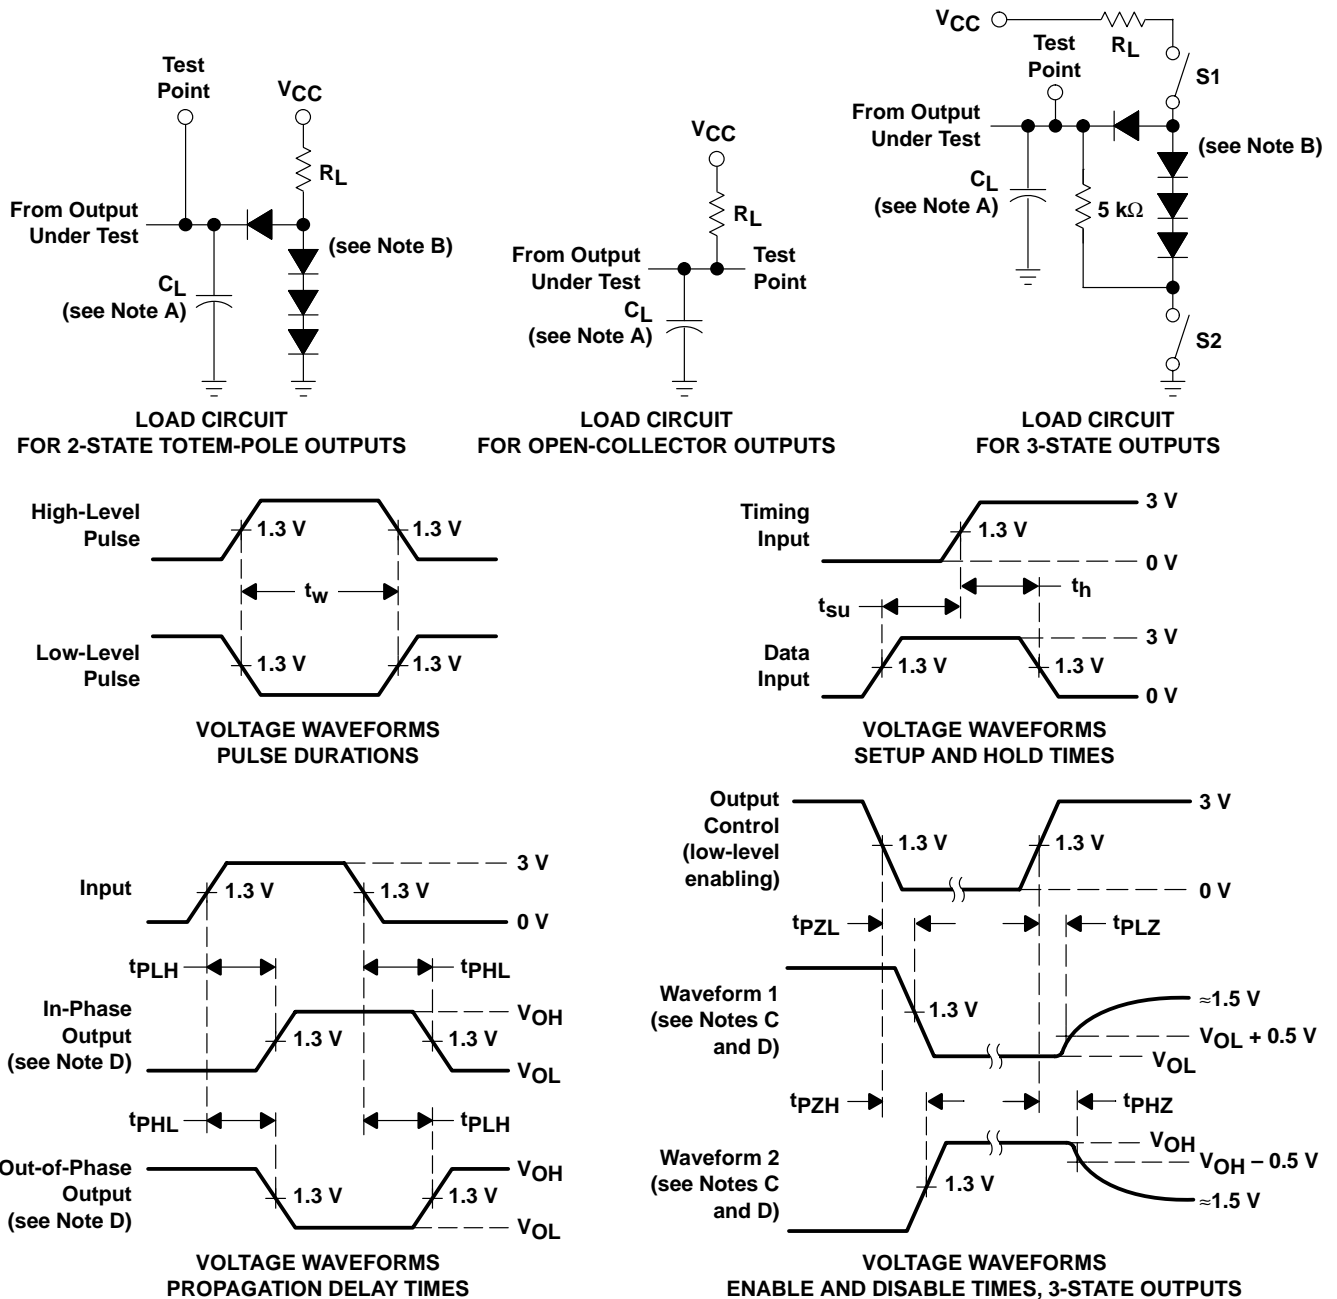 Test
Point
VCC
RL
From Output
Under Test
(see Note B)
CL
(see Note A)
LOAD CIRCUIT
FOR 2-STATE TOTEM-POLE OUTPUTS
VCC
RL
From Output
Under Test
Test
Point
CL
(see Note A)
LOAD CIRCUIT
FOR OPEN-COLLECTOR OUTPUTS
VCC
RL
Test
Point
S1
From Output
Under Test
(see Note B)
CL
(see Note A)
5 kΩ
S2
LOAD CIRCUIT
FOR 3-STATE OUTPUTS
High-Level
Pulse
1.3 V
1.3 V
tw
Low-Level
Pulse
1.3 V
1.3 V
VOLTAGE WAVEFORMS
PULSE DURATIONS
Timing
Input
1.3 V
3 V
0 V
th
tsu
Data
Input
1.3 V
1.3 V
3 V
0 V
VOLTAGE WAVEFORMS
SETUP AND HOLD TIMES
Input
1.3 V
1.3 V
3 V
0 V
tPLH
tPHL
In-Phase
Output
(see Note D)
1.3 V
1.3 V
VOH
VOL
tPHL
tPLH
Out-of-Phase
Output
(see Note D)
1.3 V
1.3 V
VOH
VOL
VOLTAGE WAVEFORMS
PROPAGATION DELAY TIMES
Output
Control
(low-level
enabling)
1.3 V
1.3 V
3 V
0 V
tPZL
tPLZ
Waveform 1
(see Notes C
and D)
1.3 V
≈1.5 V
VOL + 0.5 V
VOL
tPZH
tPHZ
Waveform 2
(see Notes C
and D)
1.3 V
VOH
VOH – 0.5 V
≈1.5 V
VOLTAGE WAVEFORMS
ENABLE AND DISABLE TIMES, 3-STATE OUTPUTS